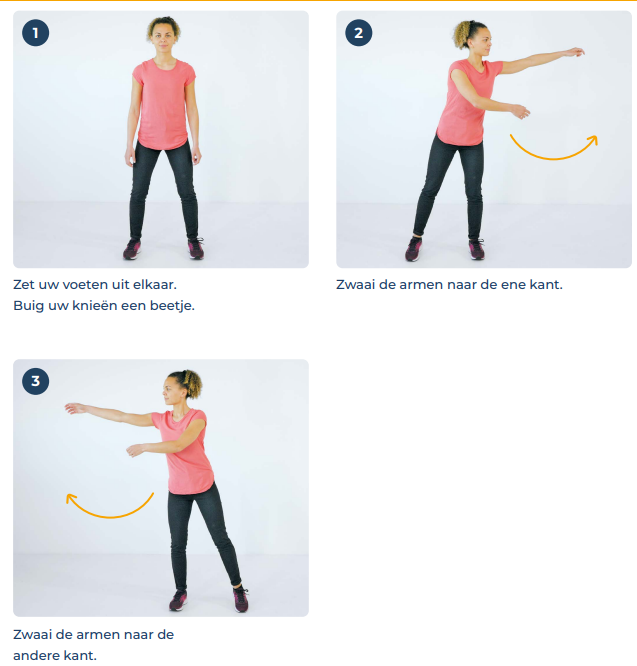 1
Zet uw voeten uit elkaar.
Buig uw knieën een beetje.
2
Zwaai de armen naar de ene kant.
3
Zwaai de armen naar de
andere kant.